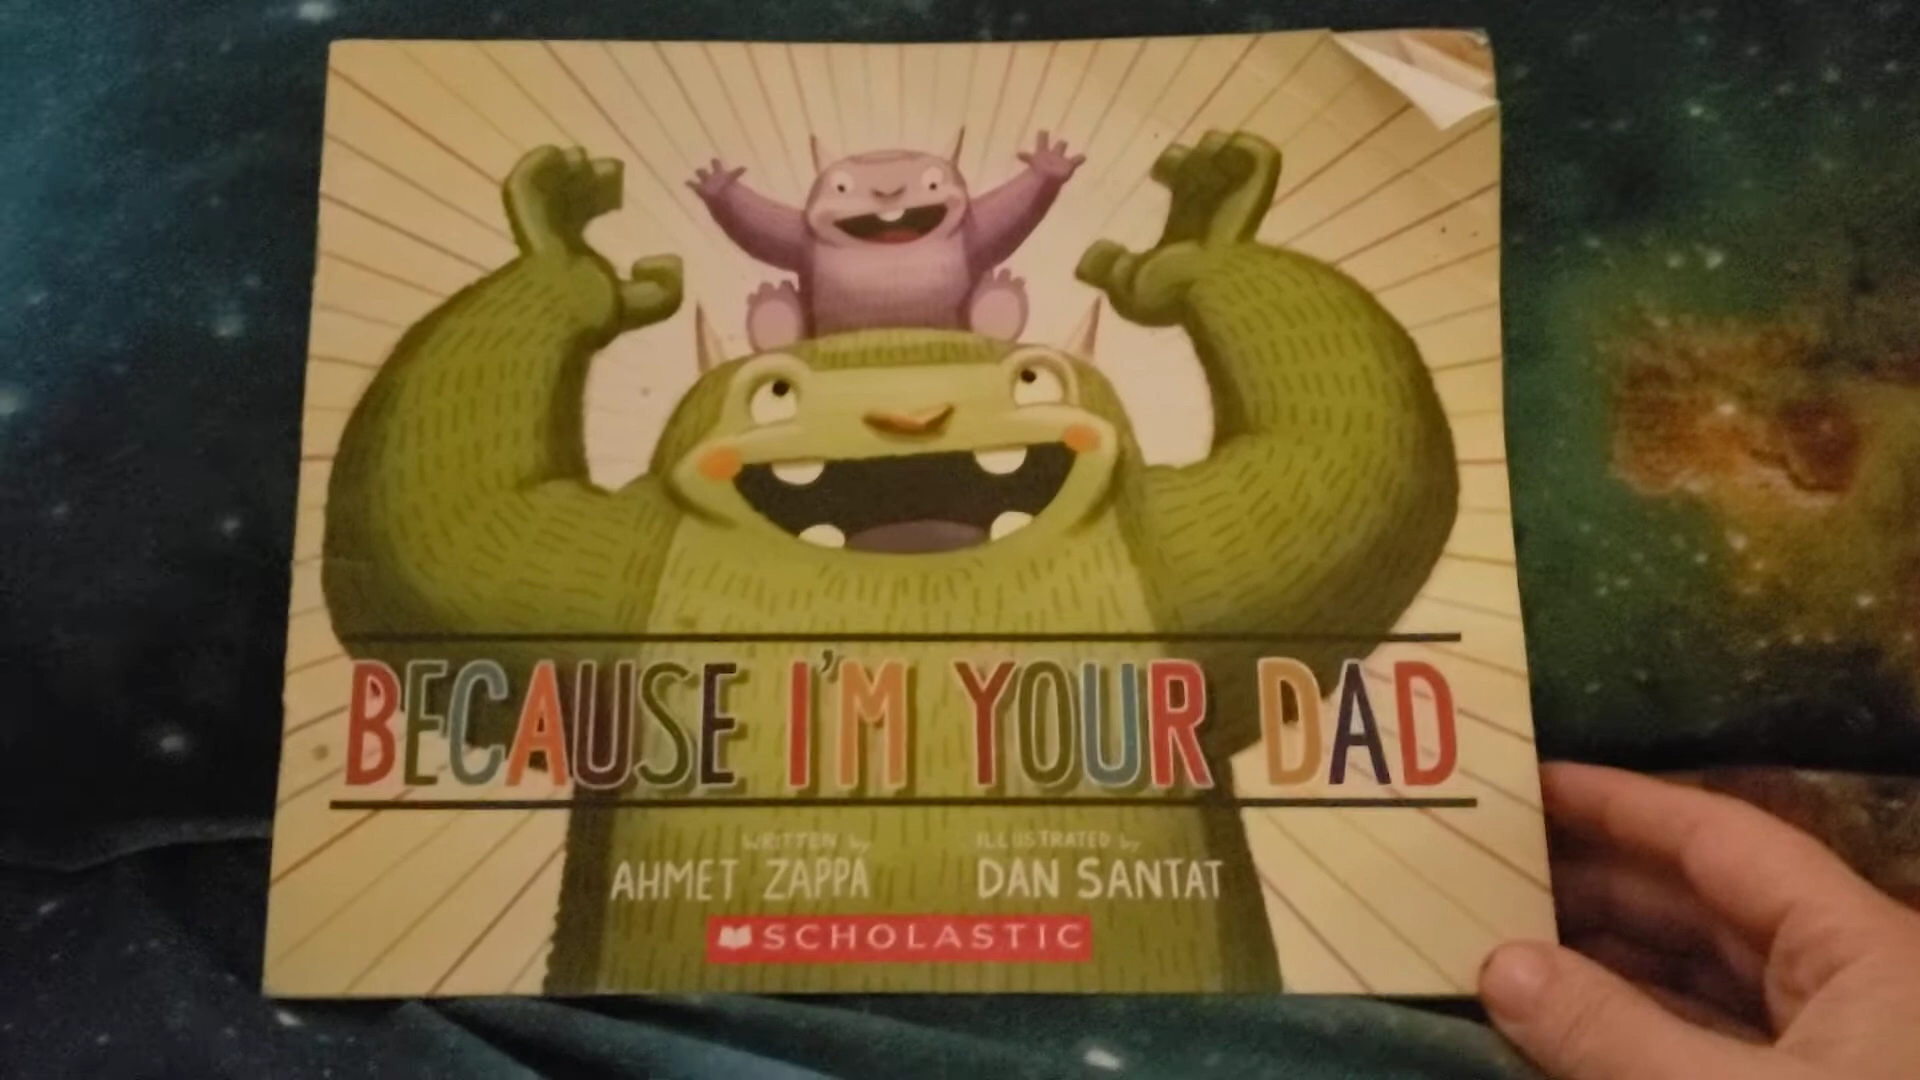 BECAUSE I'M YOUR DAD
WRITTEN by
AHMET ZAPPA
ILLUSTRATED by
DAN SANTAT
SCHOLASTIC